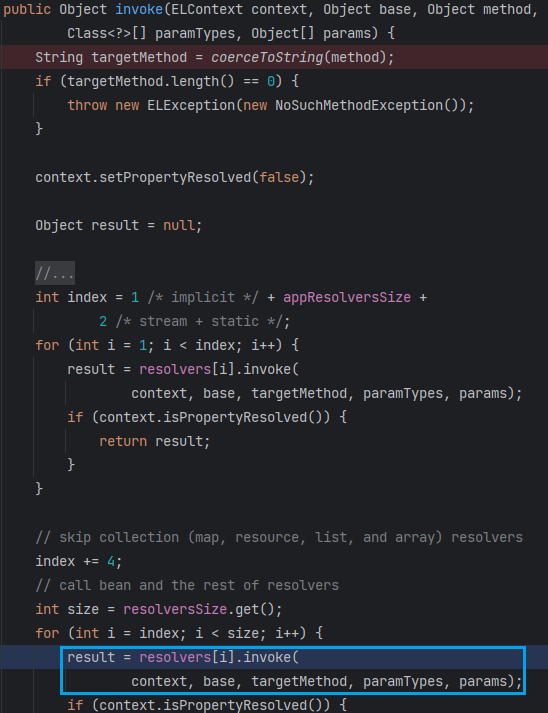 public Object invoke(ELContext context, Object base, Object method,
        Class<?>[] paramTypes, Object[] params) {
    String targetMethod = coerceToString(method);
    if (targetMethod.length() == 0) {
        throw new ELException(new NoSuchMethodException());
    }
    context.setPropertyResolved(false);
    Object result = null;
    //...
    int index = 1 /* implicit */ + appResolversSize +
            2 /* stream + static */;
    for (int i = 1; i < index; i++) {
        result = resolvers[i].invoke(
                context, base, targetMethod, paramTypes, params);
        if (context.isPropertyResolved()) {
            return result;
        }
    }
    // skip collection (map, resource, list, and array) resolvers
    index += 4;
    // call bean and the rest of resolvers
    int size = resolversSize.get();
    for (int i = index; i < size; i++) {
        result = resolvers[i].invoke(
                context, base, targetMethod, paramTypes, params);
        if (context.isPropertyResolved()) {